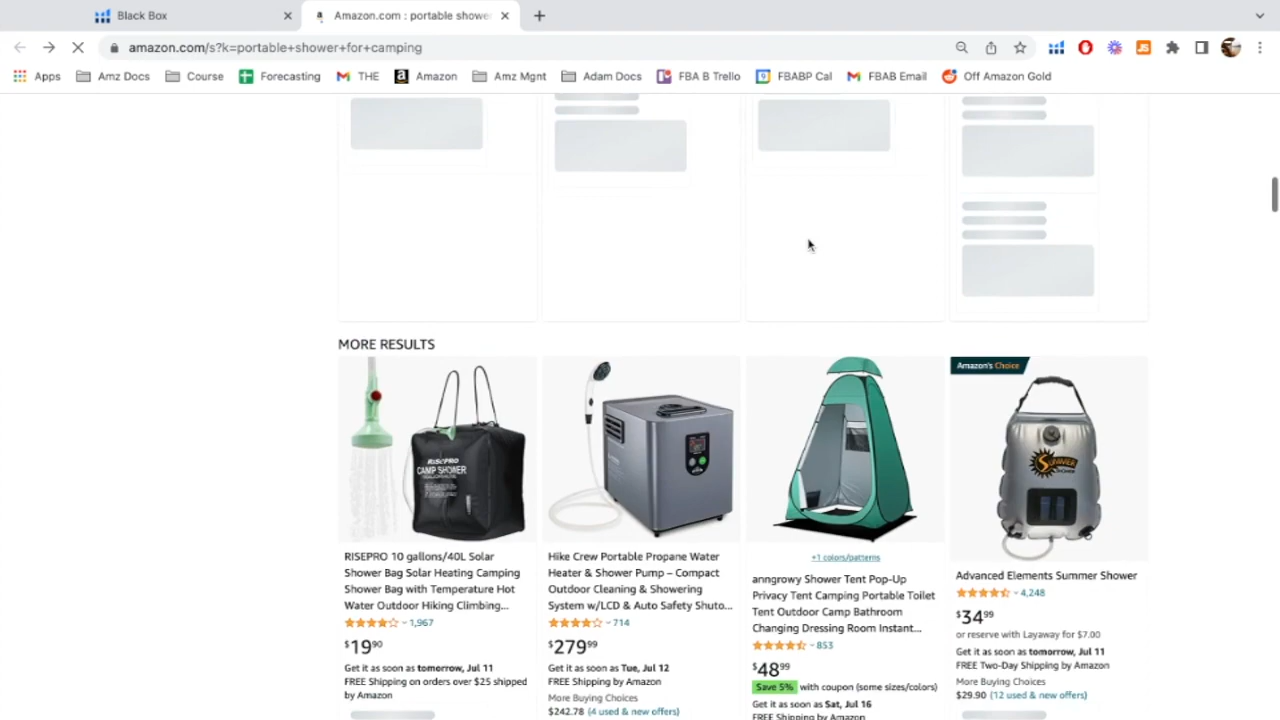 Black Box
Amazon.com : portable shower
amazon.com/s?k=portable+shower+for+camping
Apps
Amz Docs
Course
Forecasting
THE
Amazon
Amz Mgnt
Adam Docs
FBA B Trello
FBABP Cal
FBAB Email
Off Amazon Gold
MORE RESULTS
RISEPRO
CAMP SHOWER
Amazon's Choice
SUMMER
SHOWER
RISEPRO 10 gallons/40L Solar
Shower Bag Solar Heating Camping
Shower Bag with Temperature Hot
Water Outdoor Hiking Climbing...
1,967
$19.90
Get it as soon as tomorrow, Jul 11
FREE Shipping on orders over $25 shipped
by Amazon
Hike Crew Portable Propane Water
Heater & Shower Pump – Compact
Outdoor Cleaning & Showering
System w/LCD & Auto Safety Shuto...
714
$279.99
Get it as soon as Tue, Jul 12
FREE Shipping by Amazon
More Buying Choices
$242.78 (4 used & new offers)
+1 colors/patterns
anngrowy Shower Tent Pop-Up
Privacy Tent Camping Portable Toilet
Tent Outdoor Camp Bathroom
Changing Dressing Room Instant...
853
$48.99
Save 5% with coupon (some sizes/colors)
Get it as soon as Sat, Jul 16
FREE Shipping by Amazon
Advanced Elements Summer Shower
4,248
$34.99
or reserve with Layaway for $7.00
Get it as soon as tomorrow, Jul 11
FREE Two-Day Shipping by Amazon
More Buying Choices
$29.90 (12 used & new offers)